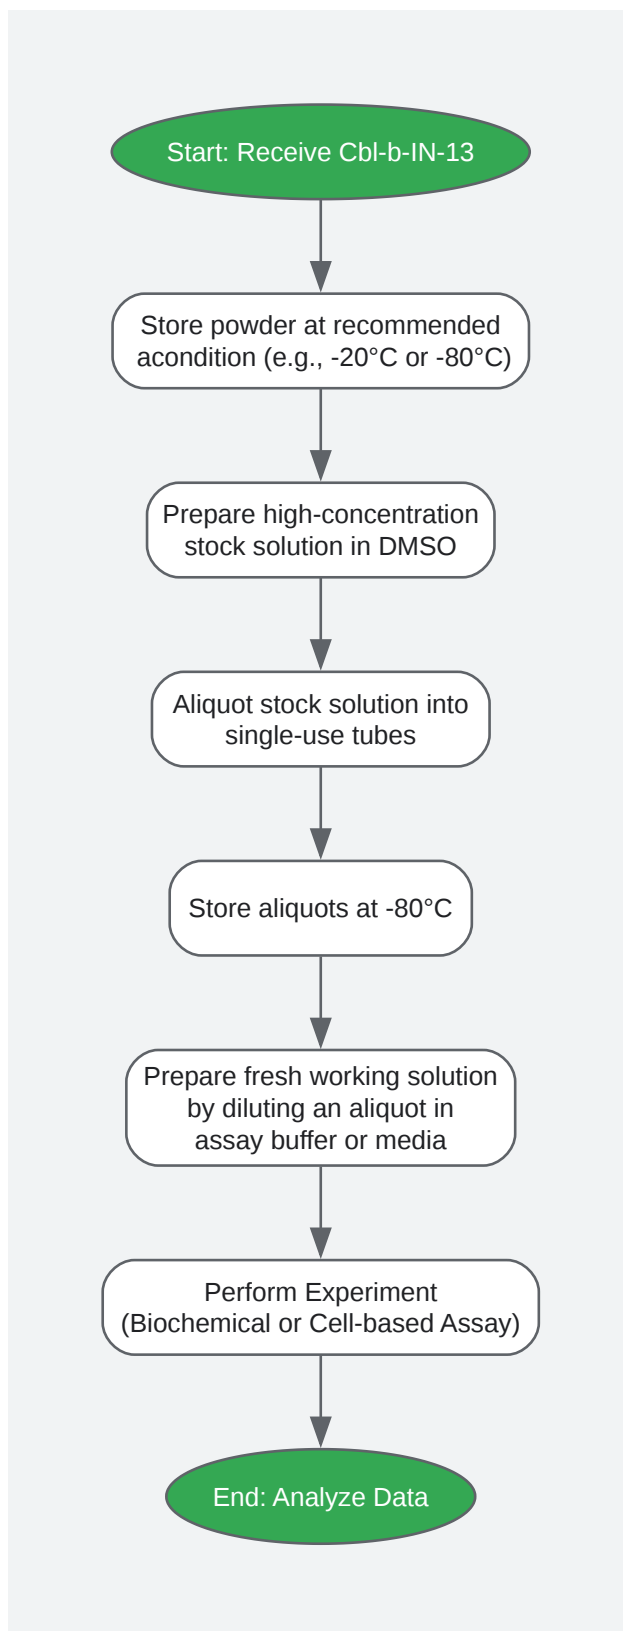 Start: Receive Cbl-b-IN-13
Store powder at recommended
acondition (e.g., -20°C or -80°C)
Prepare high-concentration
stock solution in DMSO
Aliquot stock solution into
single-use tubes
Store aliquots at -80°C
Prepare fresh working solution
by diluting an aliquot in
assay buffer or media
Perform Experiment
(Biochemical or Cell-based Assay)
End: Analyze Data